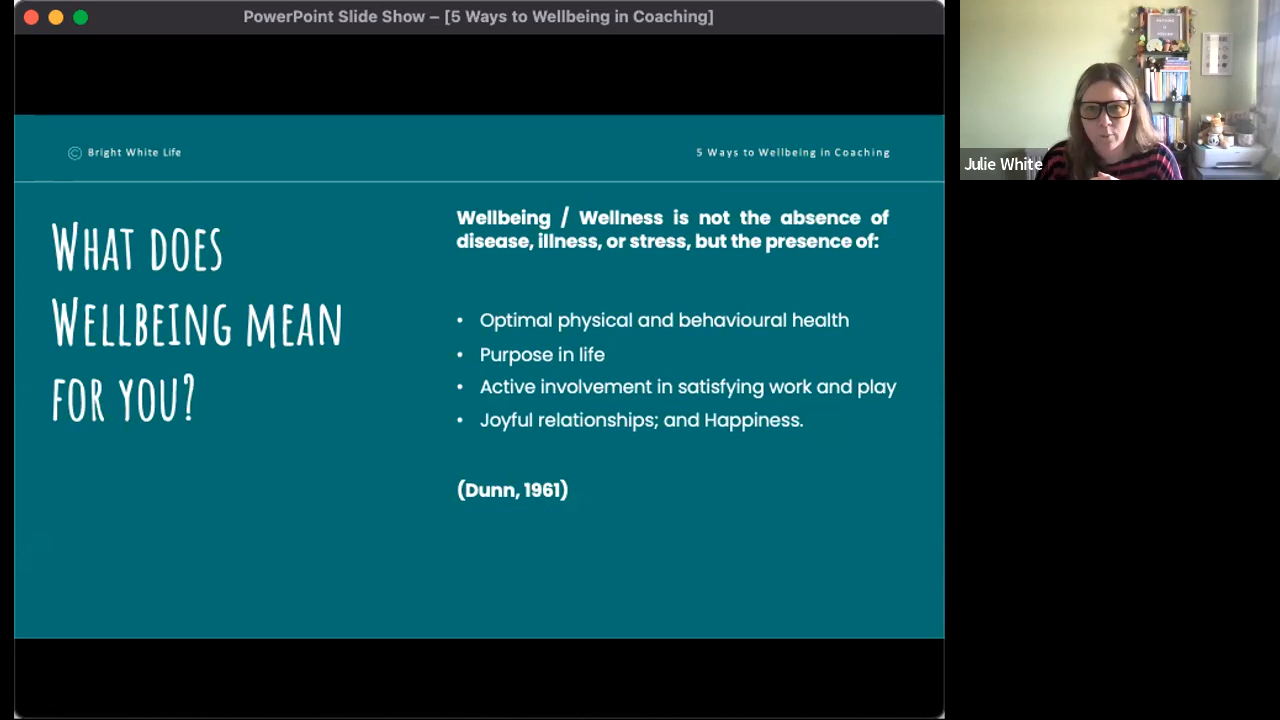 PowerPoint Slide Show – [5 Ways to Wellbeing in Coaching]
© Bright White Life
5 Ways to Wellbeing in Coaching
What does
Wellbeing mean
for you?
Wellbeing / Wellness is not the absence of
disease, illness, or stress, but the presence of:
• Optimal physical and behavioural health
• Purpose in life
• Active involvement in satisfying work and play
• Joyful relationships; and Happiness.
(Dunn, 1961)
Julie White